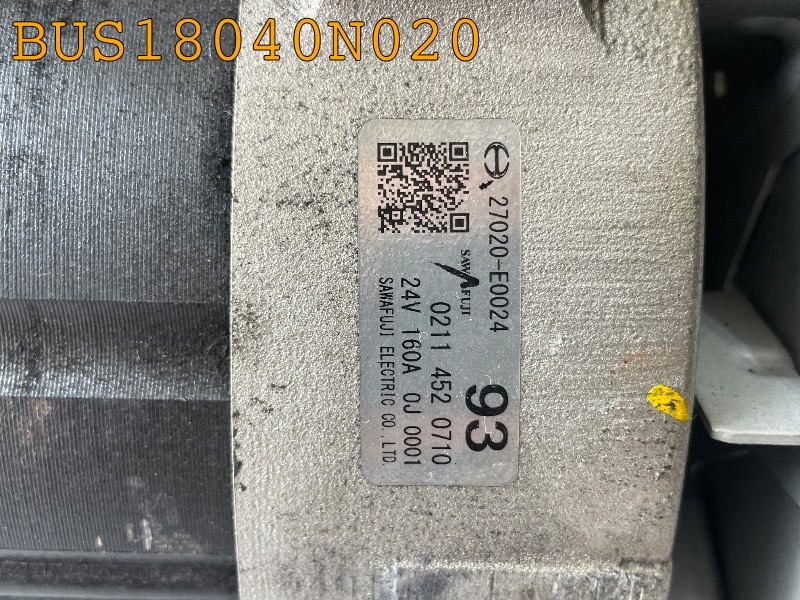 BUS18040N020
27020-E0024
93
SAWAFUJI
0211 452 0710
24V 160A 0J 0001
SAWAFUJI ELECTRIC CO.,LTD.